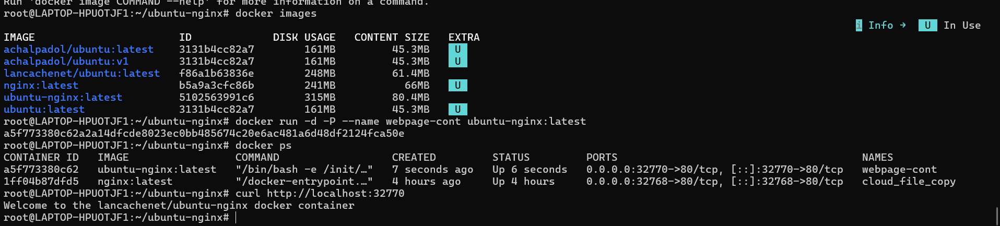 Run 'docker image COMMAND --help' for more information on a command.
root@LAPTOP-HPUOTJF1:~/ubuntu-nginx# docker images
i Info →   U  In Use
IMAGE ID DISK USAGE CONTENT SIZE EXTRA
achalpadol/ubuntu:latest 3131b4cc82a7 161MB 45.3MB U
achalpadol/ubuntu:v1 3131b4cc82a7 161MB 45.3MB U
lancachenet/ubuntu:latest f86a1b63836e 248MB 61.4MB
nginx:latest b5a9a3cfc86b 241MB 66MB U
ubuntu-nginx:latest 5102563991c6 315MB 80.4MB
ubuntu:latest 3131b4cc82a7 161MB 45.3MB U
root@LAPTOP-HPUOTJF1:~/ubuntu-nginx# docker run -d -P --name webpage-cont ubuntu-nginx:latest
a5f773380c62a2a14dfcde8023ec0bb485674c20e6ac481a6d48df2124fca50e
root@LAPTOP-HPUOTJF1:~/ubuntu-nginx# docker ps
CONTAINER ID IMAGE COMMAND CREATED STATUS PORTS NAMES
a5f773380c62 ubuntu-nginx:latest "/bin/bash -e /init/…" 7 seconds ago Up 6 seconds 0.0.0.0:32770->80/tcp, [::]:32770->80/tcp webpage-cont
1ff04b87dfd5 nginx:latest "/docker-entrypoint.…" 4 hours ago Up 4 hours 0.0.0.0:32768->80/tcp, [::]:32768->80/tcp cloud_file_copy
root@LAPTOP-HPUOTJF1:~/ubuntu-nginx# curl http://localhost:32770
Welcome to the lancachenet/ubuntu-nginx docker container
root@LAPTOP-HPUOTJF1:~/ubuntu-nginx#